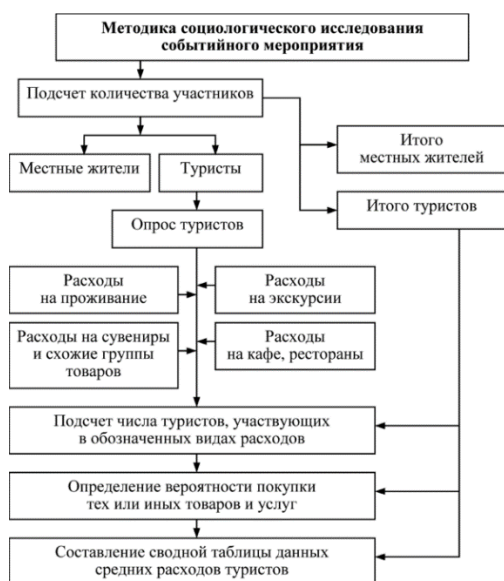 Методика социологического исследования
событийного мероприятия
Подсчет количества участников
Местные жители
Туристы
Итого
местных жителей
Итого туристов
Опрос туристов
Расходы
на проживание
Расходы
на экскурсии
Расходы на сувениры
и схожие группы
товаров
Расходы
на кафе, рестораны
Подсчет числа туристов, участвующих
в обозначенных видах расходов
Определение вероятности покупки
тех или иных товаров и услуг
Составление сводной таблицы данных
средних расходов туристов